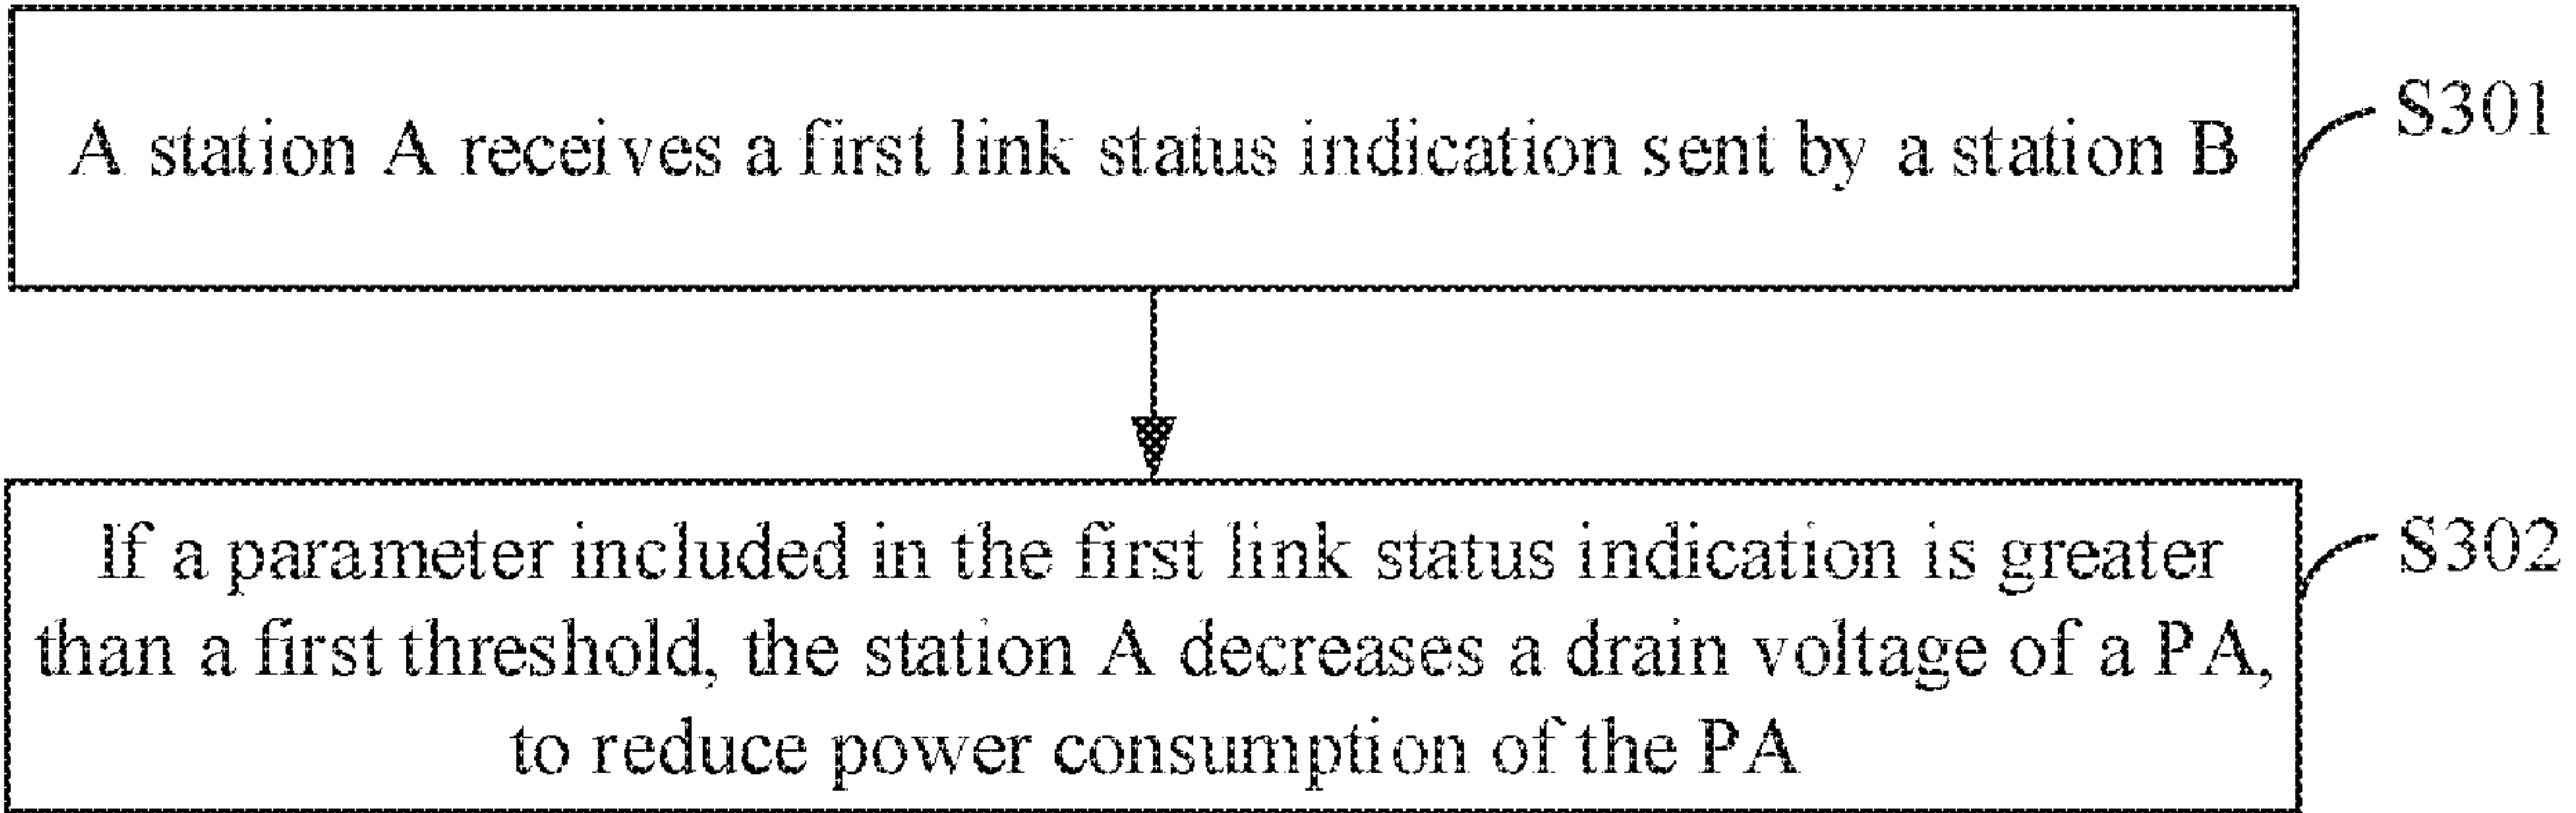 A station A receives a first link status indication sent by a station B
S301
If a parameter included in the first link status indication is greater
than a first threshold, the station A decreases a drain voltage of a PA,
to reduce power consumption of the PA
S302